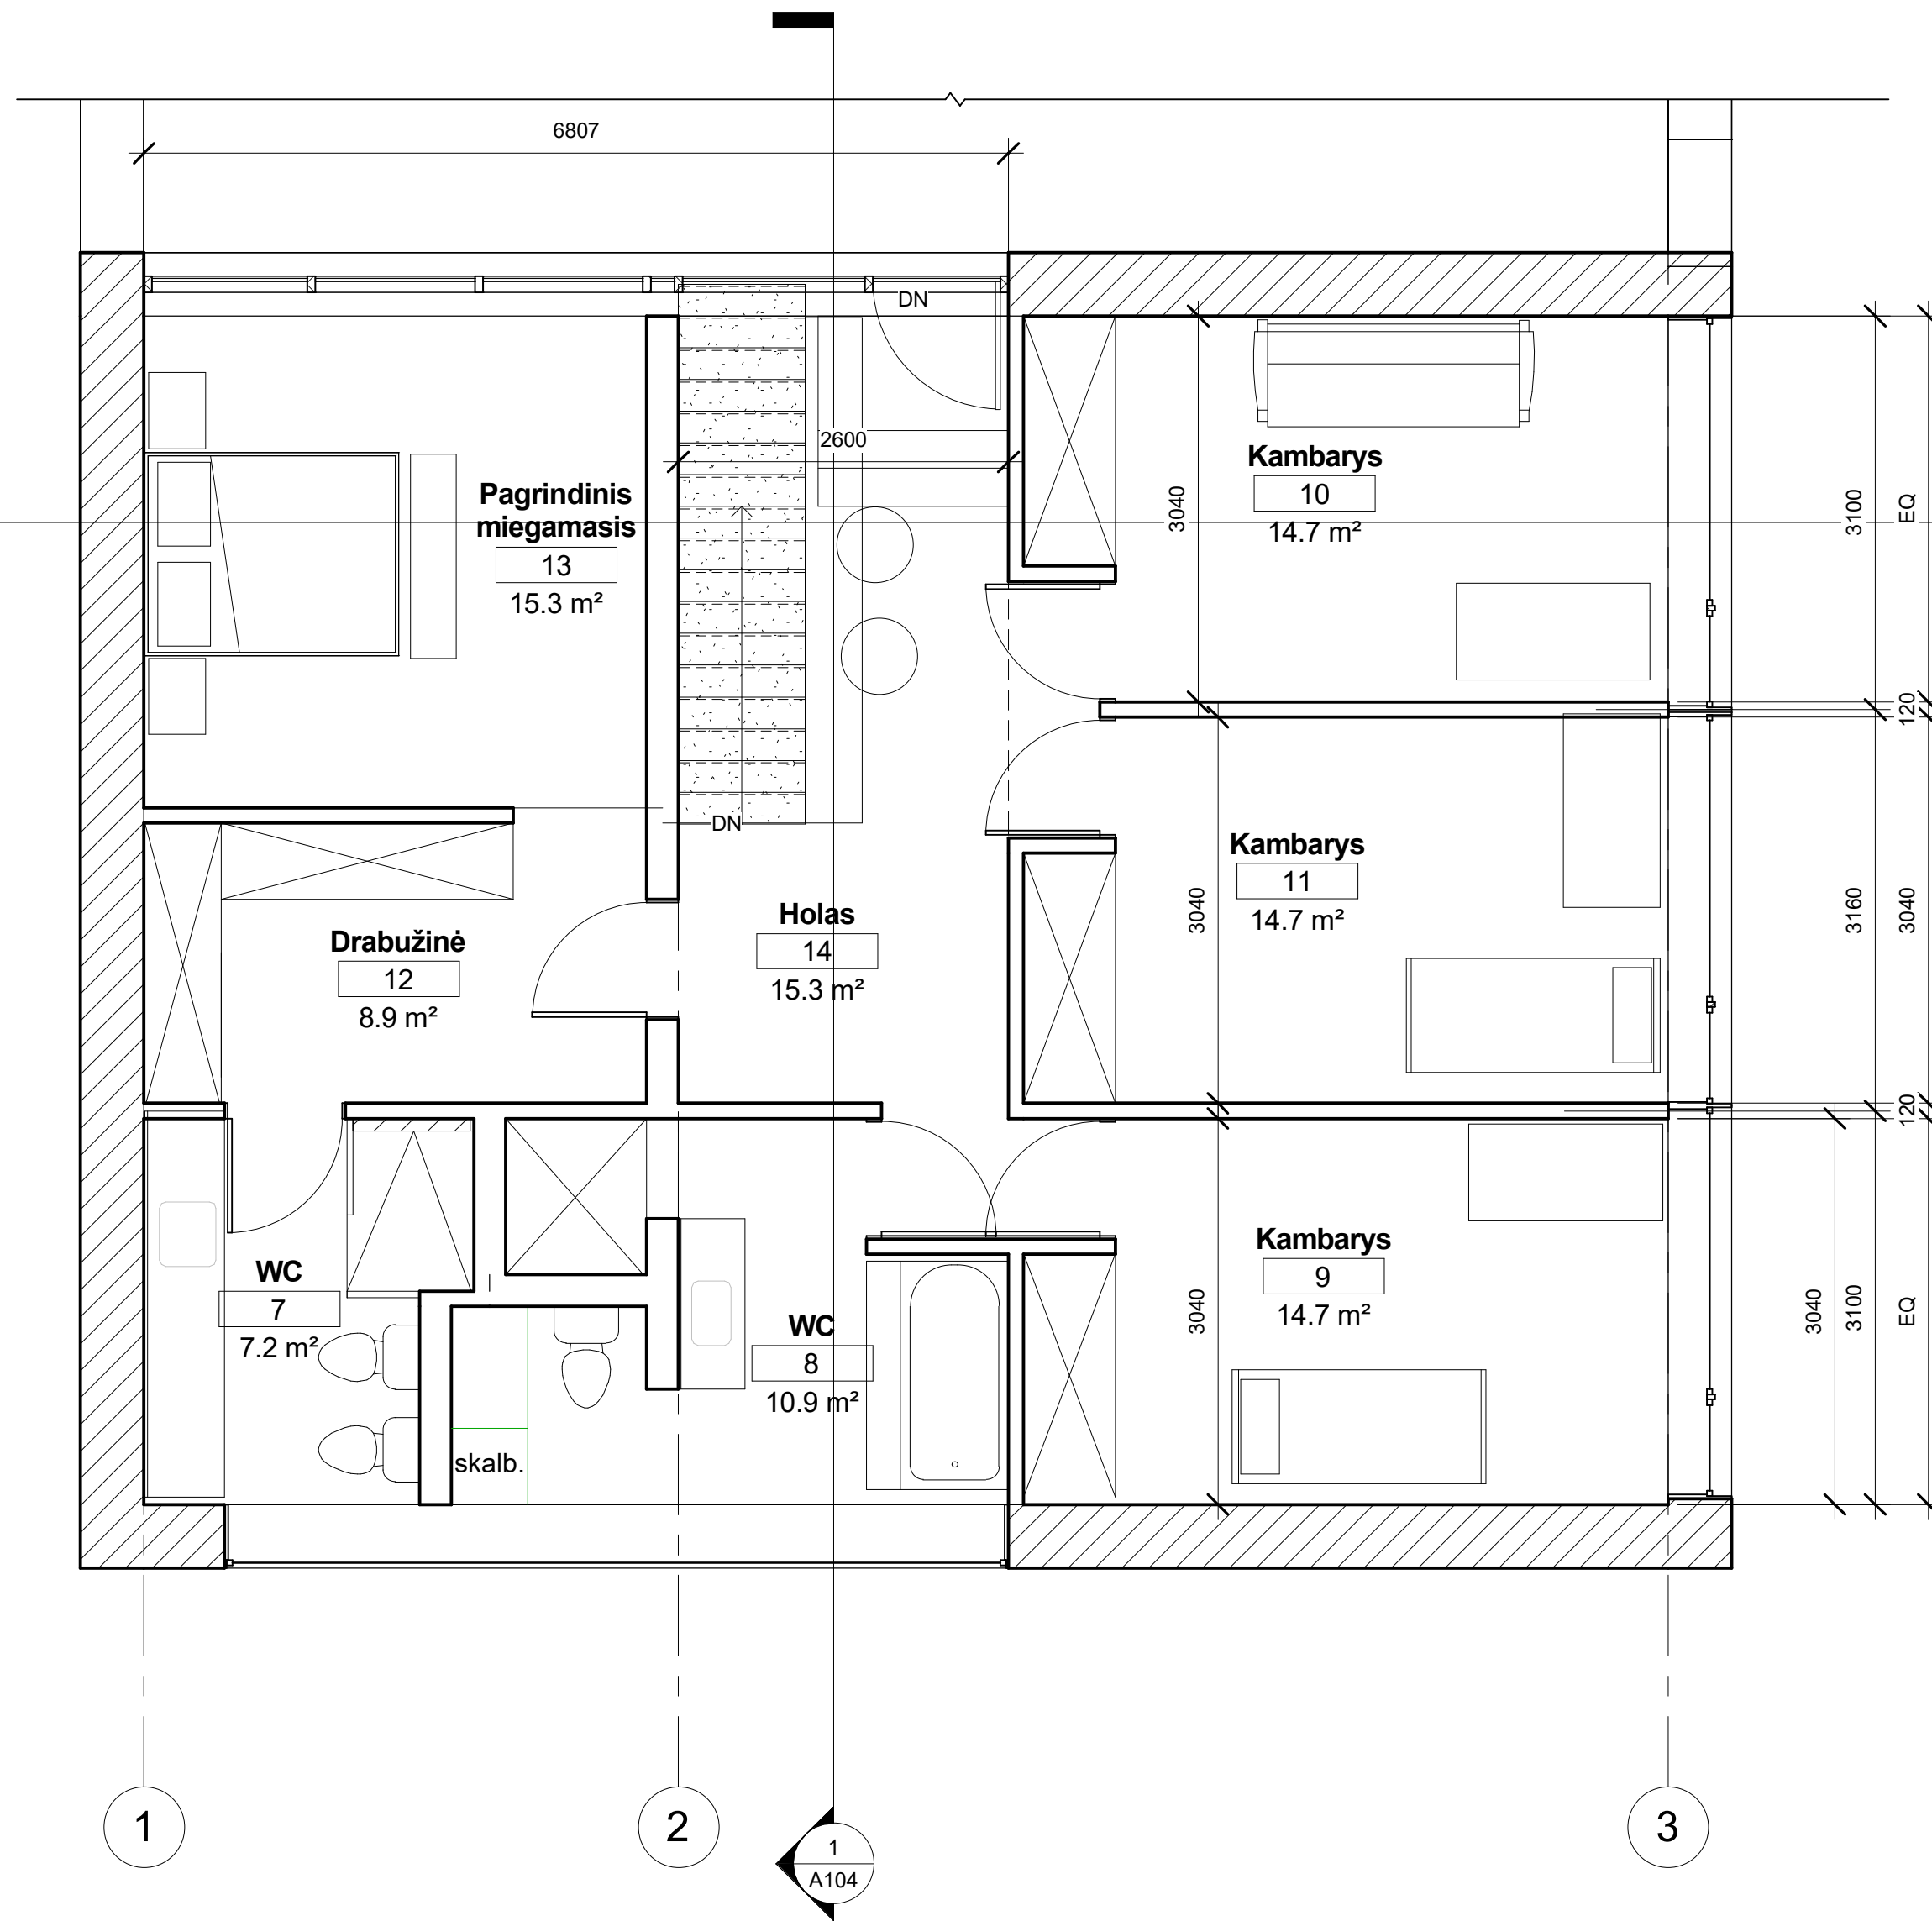 6807
DN
2600
Kambarys
10
14.7 m²
3040
3100
EQ
Pagrindinis
miegamasis
13
15.3 m²
120
120
DN
Kambarys
11
14.7 m²
3040
3160
3040
Holas
14
15.3 m²
Drabužinė
12
8.9 m²
Kambarys
9
14.7 m²
3040
3040
3100
EQ
WC
7
7.2 m²
WC
8
10.9 m²
skalb.
1
2
3
1
A104